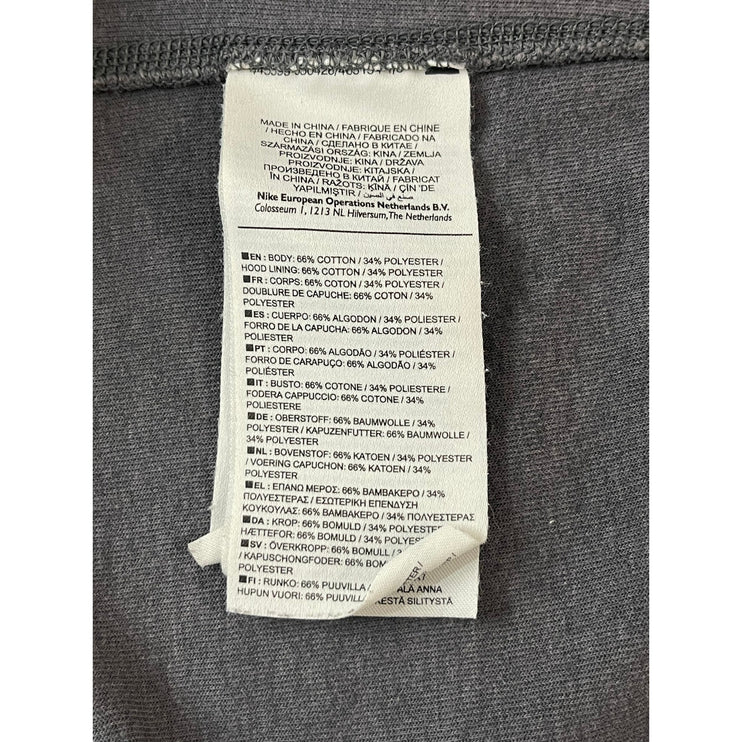 MADE IN CHINA / FABRIQUE EN CHINE
/ HECHO EN CHINA / FABRICADO NA
CHINA / СДЕЛАНО В КИТАЕ /
SZÁRMAZÁSI ORSZÁG: KINA / ZEMLJA
PROIZVODNJE: KINA / DRŽAVA
PROIZVODNJE: KITAJSKA /
ПРОИЗВЕДЕНО В КИТАЙ / FABRICAT
ÎN CHINA / RAŽOTS: ĶĪNĀ / ÇİN 'DE
YAPILMIŞTIR / صنع في الصين
Nike European Operations Netherlands B.V.
Colosseum 1, 1213 NL Hilversum, The Netherlands
EN : BODY: 66% COTTON / 34% POLYESTER /
HOOD LINING: 66% COTTON / 34% POLYESTER
FR : CORPS: 66% COTON / 34% POLYESTER /
DOUBLURE DE CAPUCHE: 66% COTON / 34%
POLYESTER
ES : CUERPO: 66% ALGODON / 34% POLIESTER /
FORRO DE LA CAPUCHA: 66% ALGODON / 34%
POLIESTER
PT : CORPO: 66% ALGODÃO / 34% POLIÉSTER /
FORRO DE CARAPUÇO: 66% ALGODÃO / 34%
POLIÉSTER
IT : BUSTO: 66% COTONE / 34% POLIESTERE /
FODERA CAPPUCCIO: 66% COTONE / 34%
POLIESTERE
DE : OBERSTOFF: 66% BAUMWOLLE / 34%
POLYESTER / KAPUZENFUTTER: 66% BAUMWOLLE /
34% POLYESTER
NL : BOVENSTOF: 66% KATOEN / 34% POLYESTER
/ VOERING CAPUCHON: 66% KATOEN / 34%
POLYESTER
EL : ΕΠΑΝΩ ΜΕΡΟΣ: 66% ΒΑΜΒΑΚΕΡΟ / 34%
ΠΟΛΥΕΣΤΕΡΑΣ / ΕΣΩΤΕΡΙΚΗ ΕΠΕΝΔΥΣΗ
ΚΟΥΚΟΥΛΑΣ: 66% ΒΑΜΒΑΚΕΡΟ / 34% ΠΟΛΥΕΣΤΕΡΑΣ
DA : KROP: 66% BOMULD / 34% POLYESTER /
HÆTTEFOR: 66% BOMULD / 34% POLYESTER
SV : ÖVERKROPP: 66% BOMULL /
/ KAPUSCHONGFODER: 66% BOMULL /
POLYESTER
FI : RUNKO: 66% PUUVILLA ALA ANNA
HUPUN VUORI: 66% PUUVILLA SILITYSTÄ